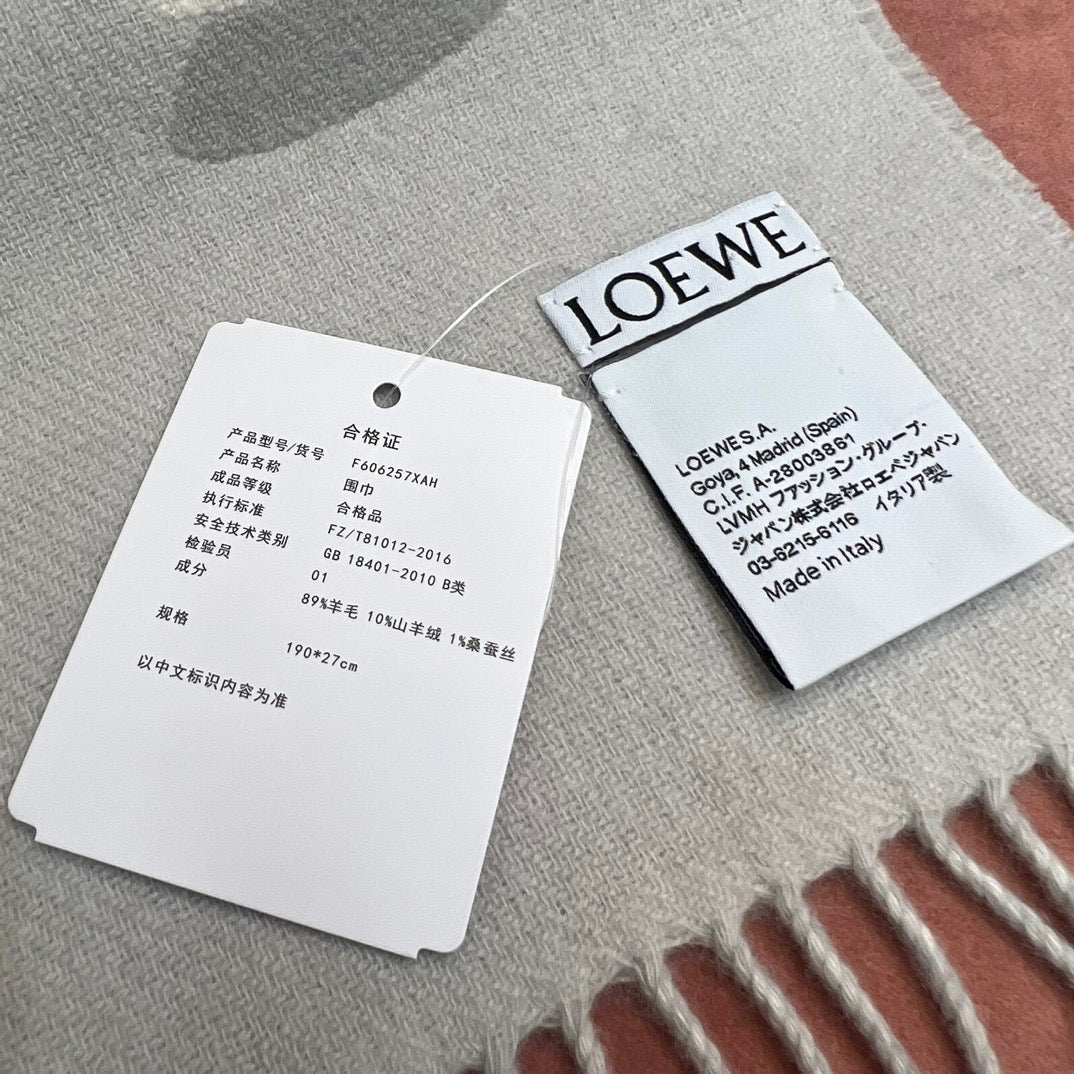 合格证
产品型号/货号 F606257XAH
产品名称 围巾
成品等级 合格品
执行标准 FZ/T81012-2016
安全技术类别 GB 18401-2010 B类
检验员 01
成分 89%羊毛 10%山羊绒 1%桑蚕丝
规格 190*27cm
以中文标识内容为准
LOEWE
LOEWE S.A.
Goya, 4 Madrid (Spain)
C.I.F. A-28003861
LVMH ファッション・グループ・
ジャパン株式会社ロエベジャパン
03-6215-6116 イタリア製
Made in Italy